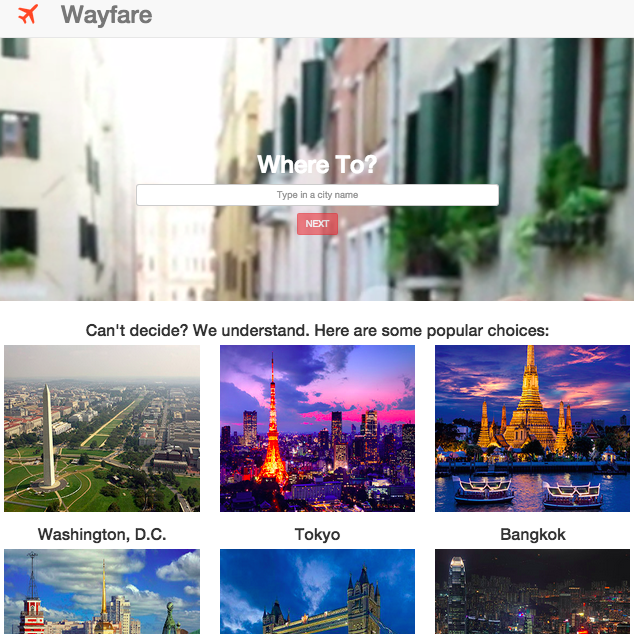 Wayfare
Where To?
Type in a city name
NEXT
Can't decide? We understand. Here are some popular choices:
Washington, D.C.
Tokyo
Bangkok